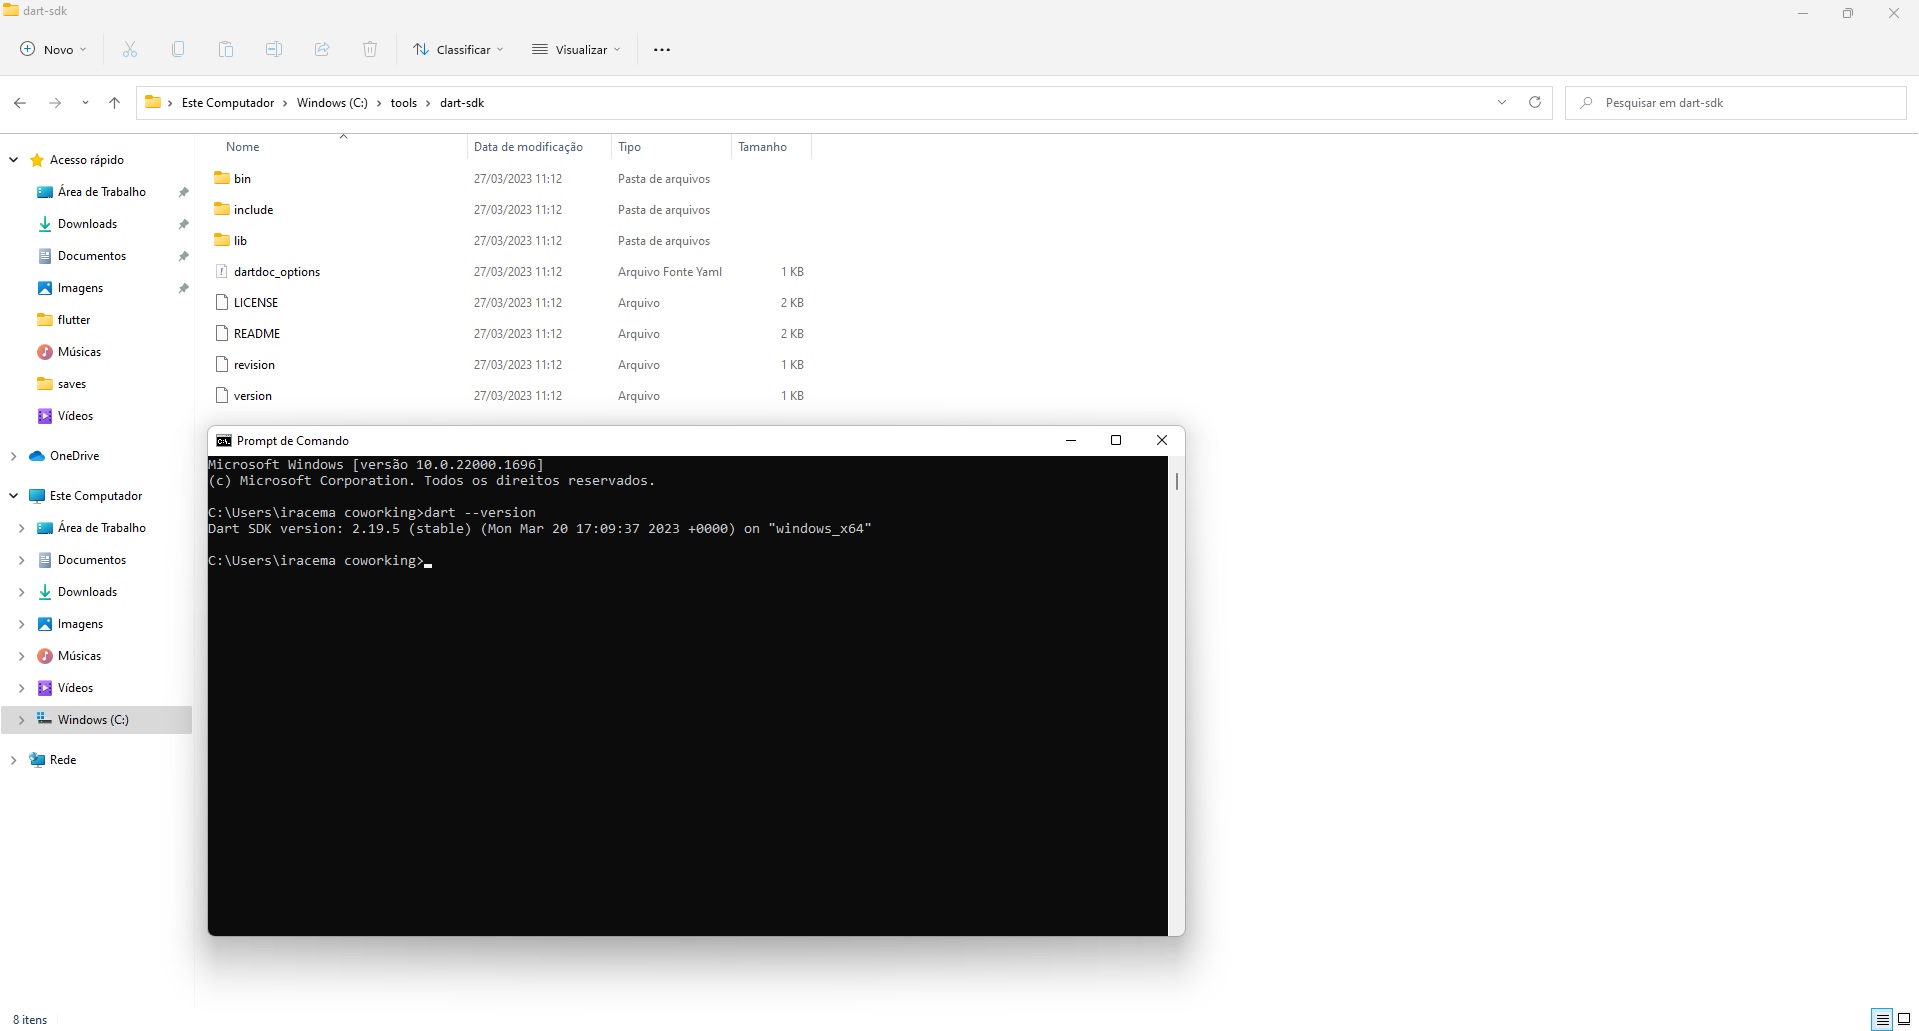 dart-sdk
Novo
Classificar
Visualizar
Este Computador
Windows (C:)
tools
dart-sdk
Pesquisar em dart-sdk
Nome Data de modificação Tipo Tamanho
bin 27/03/2023 11:12 Pasta de arquivos
include 27/03/2023 11:12 Pasta de arquivos
lib 27/03/2023 11:12 Pasta de arquivos
dartdoc_options 27/03/2023 11:12 Arquivo Fonte Yaml 1 KB
LICENSE 27/03/2023 11:12 Arquivo 2 KB
README 27/03/2023 11:12 Arquivo 2 KB
revision 27/03/2023 11:12 Arquivo 1 KB
version 27/03/2023 11:12 Arquivo 1 KB
Acesso rápido
Área de Trabalho
Downloads
Documentos
Imagens
flutter
Músicas
saves
Vídeos
OneDrive
Este Computador
Área de Trabalho
Documentos
Downloads
Imagens
Músicas
Vídeos
Windows (C:)
Rede
Prompt de Comando
Microsoft Windows [versão 10.0.22000.1696]
(c) Microsoft Corporation. Todos os direitos reservados.
C:\Users\iracema coworking>dart --version
Dart SDK version: 2.19.5 (stable) (Mon Mar 20 17:09:37 2023 +0000) on "windows_x64"
C:\Users\iracema coworking>
8 itens